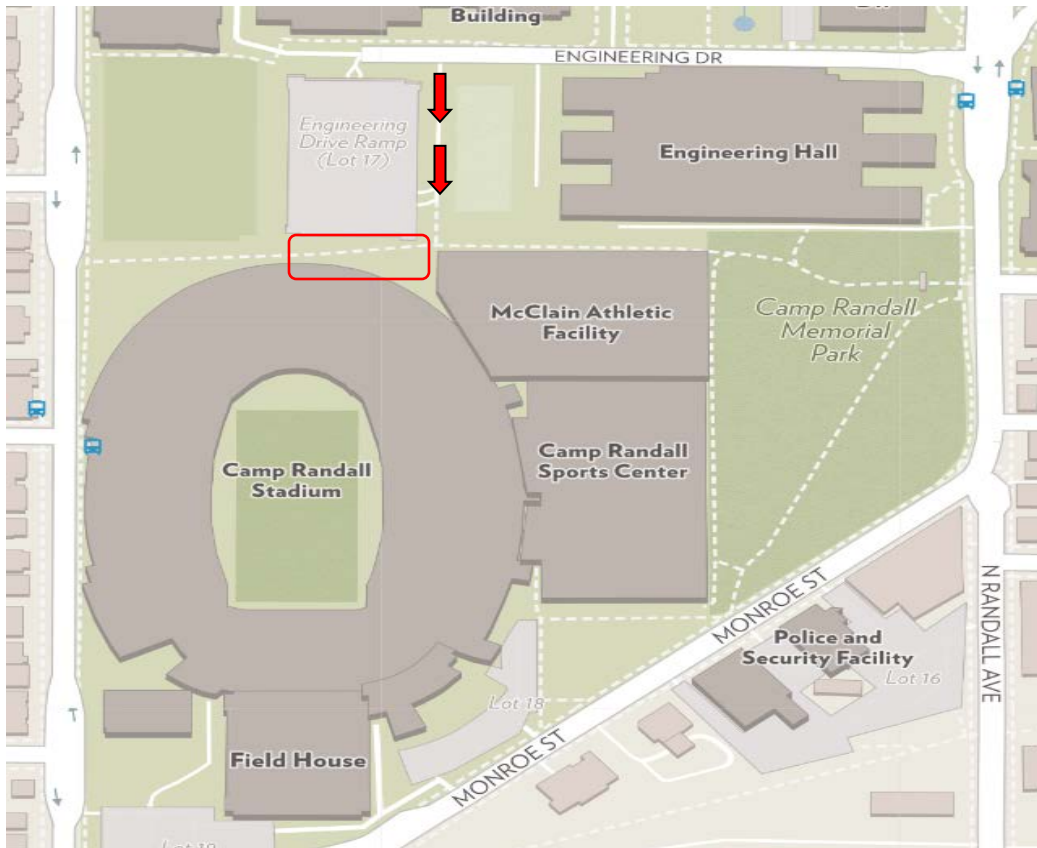 Building
ENGINEERING DR
Engineering
Drive Ramp
(Lot 17)
Engineering Hall
McClain Athletic
Facility
Camp Randall
Memorial
Park
Camp Randall
Stadium
Camp Randall
Sports Center
MONROE ST
N RANDALL AVE
Police and
Security Facility
Lot 16
Lot 18
Field House
MONROE ST